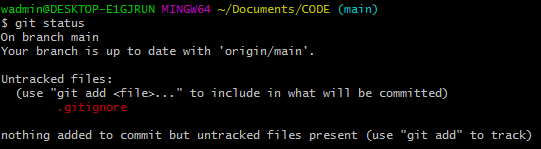 wadmin@DESKTOP-E1GJRUN MINGW64 ~/Documents/CODE (main)
$ git status
On branch main
Your branch is up to date with 'origin/main'.
Untracked files:
(use "git add <file>..." to include in what will be committed)
.gitignore
nothing added to commit but untracked files present (use "git add" to track)